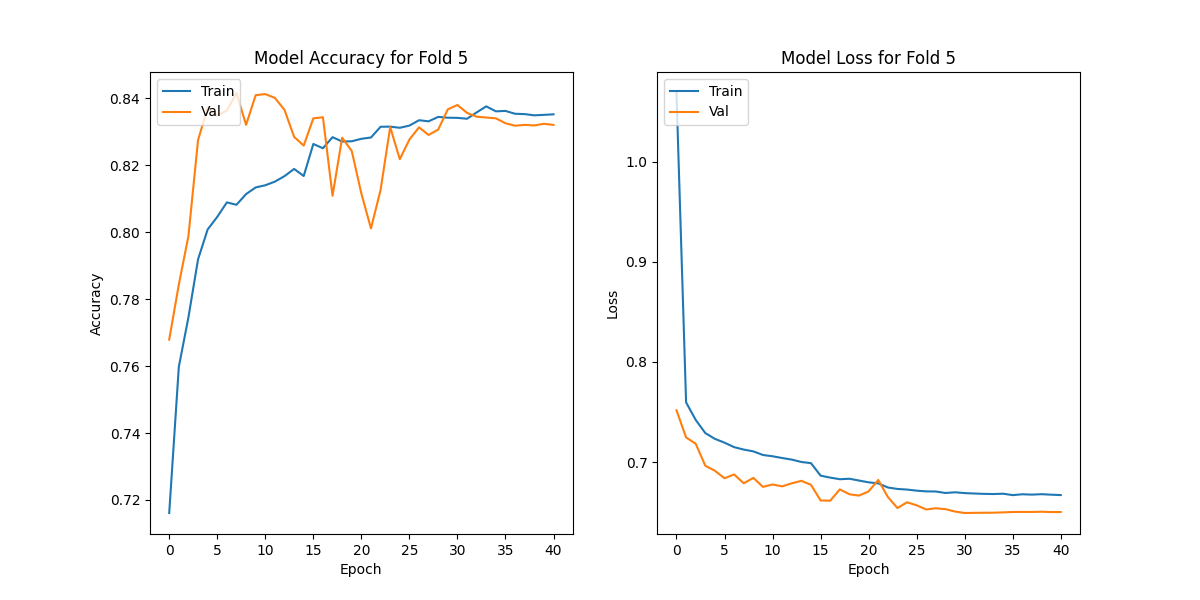 Model Accuracy for Fold 5
Train
Val
0.84
0.82
0.80
0.78
0.76
0.74
0.72
Accuracy
0 5 10 15 20 25 30 35 40
Epoch
Model Loss for Fold 5
Train
Val
1.0
0.9
0.8
0.7
Loss
0 5 10 15 20 25 30 35 40
Epoch